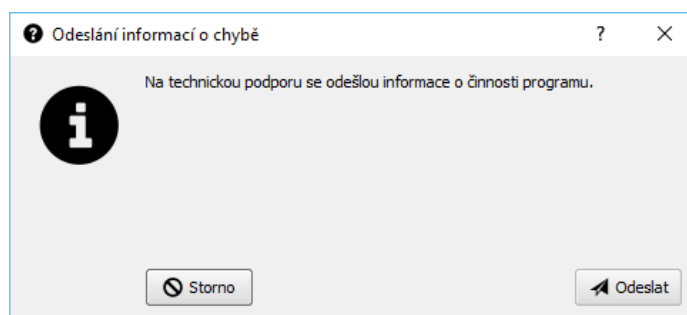 Odeslání informací o chybě
Na technickou podporu se odešlou informace o činnosti programu.
Storno
Odeslat